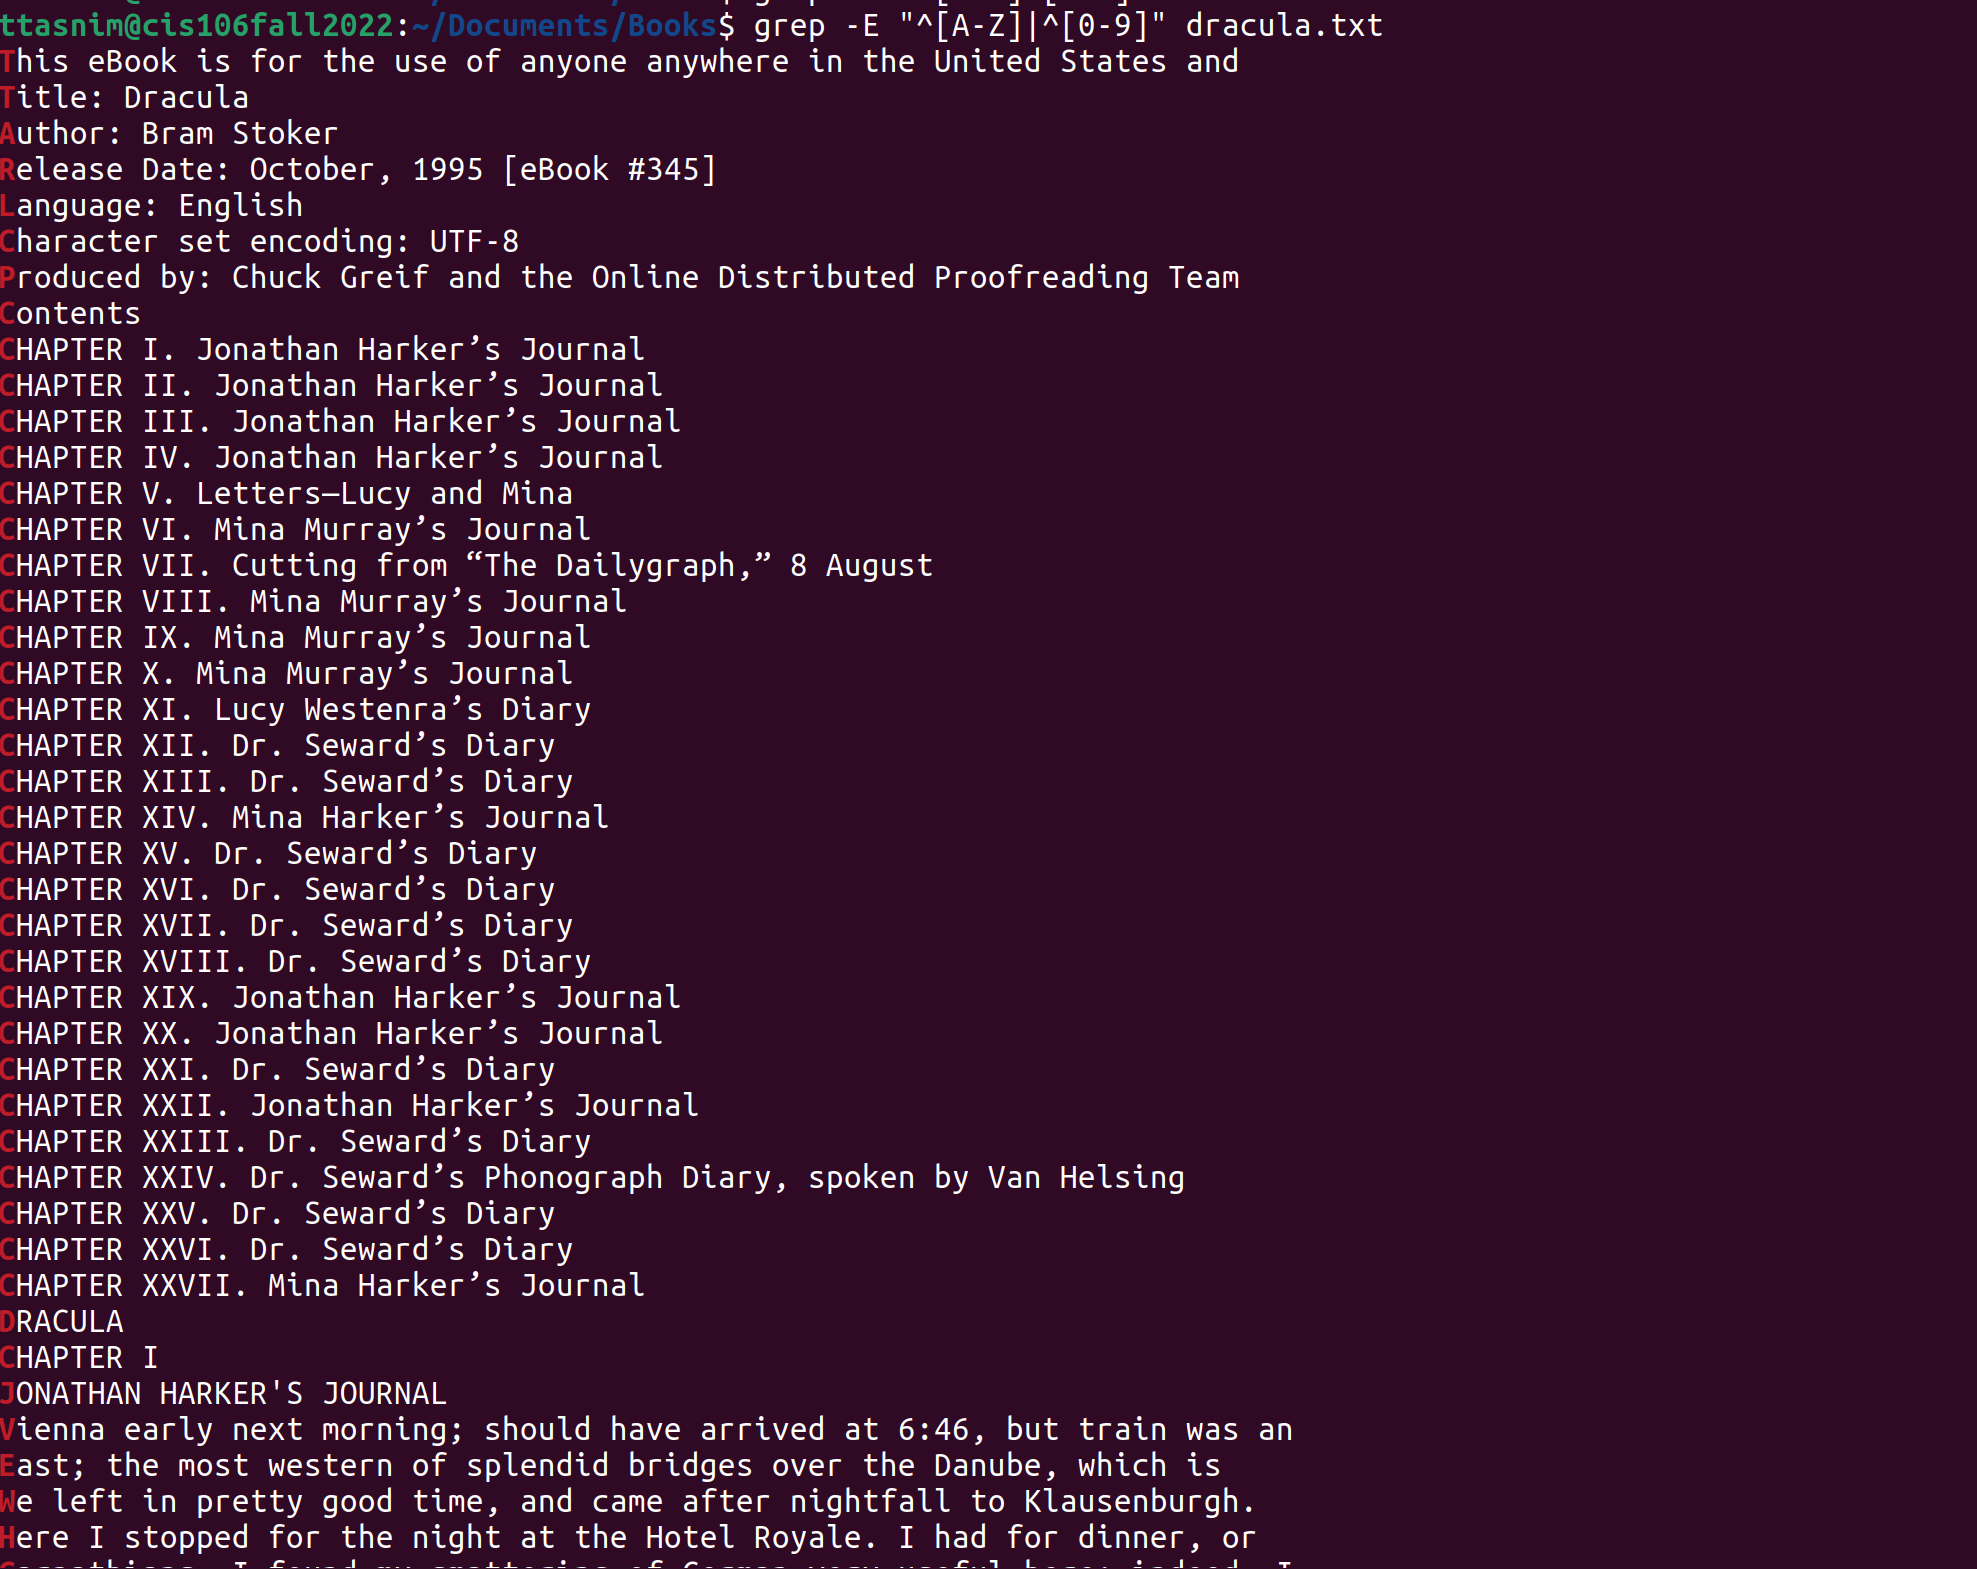 ttasnim@cis106fall2022:~/Documents/Books$ grep -E "^[A-Z]|^[0-9]" dracula.txt
This eBook is for the use of anyone anywhere in the United States and
Title: Dracula
Author: Bram Stoker
Release Date: October, 1995 [eBook #345]
Language: English
Character set encoding: UTF-8
Produced by: Chuck Greif and the Online Distributed Proofreading Team
Contents
CHAPTER I. Jonathan Harker’s Journal
CHAPTER II. Jonathan Harker’s Journal
CHAPTER III. Jonathan Harker’s Journal
CHAPTER IV. Jonathan Harker’s Journal
CHAPTER V. Letters—Lucy and Mina
CHAPTER VI. Mina Murray’s Journal
CHAPTER VII. Cutting from “The Dailygraph,” 8 August
CHAPTER VIII. Mina Murray’s Journal
CHAPTER IX. Mina Murray’s Journal
CHAPTER X. Mina Murray’s Journal
CHAPTER XI. Lucy Westenra’s Diary
CHAPTER XII. Dr. Seward’s Diary
CHAPTER XIII. Dr. Seward’s Diary
CHAPTER XIV. Mina Harker’s Journal
CHAPTER XV. Dr. Seward’s Diary
CHAPTER XVI. Dr. Seward’s Diary
CHAPTER XVII. Dr. Seward’s Diary
CHAPTER XVIII. Dr. Seward’s Diary
CHAPTER XIX. Jonathan Harker’s Journal
CHAPTER XX. Jonathan Harker’s Journal
CHAPTER XXI. Dr. Seward’s Diary
CHAPTER XXII. Jonathan Harker’s Journal
CHAPTER XXIII. Dr. Seward’s Diary
CHAPTER XXIV. Dr. Seward’s Phonograph Diary, spoken by Van Helsing
CHAPTER XXV. Dr. Seward’s Diary
CHAPTER XXVI. Dr. Seward’s Diary
CHAPTER XXVII. Mina Harker’s Journal
DRACULA
CHAPTER I
JONATHAN HARKER'S JOURNAL
Vienna early next morning; should have arrived at 6:46, but train was an
East; the most western of splendid bridges over the Danube, which is
We left in pretty good time, and came after nightfall to Klausenburgh.
Here I stopped for the night at the Hotel Royale. I had for dinner, or